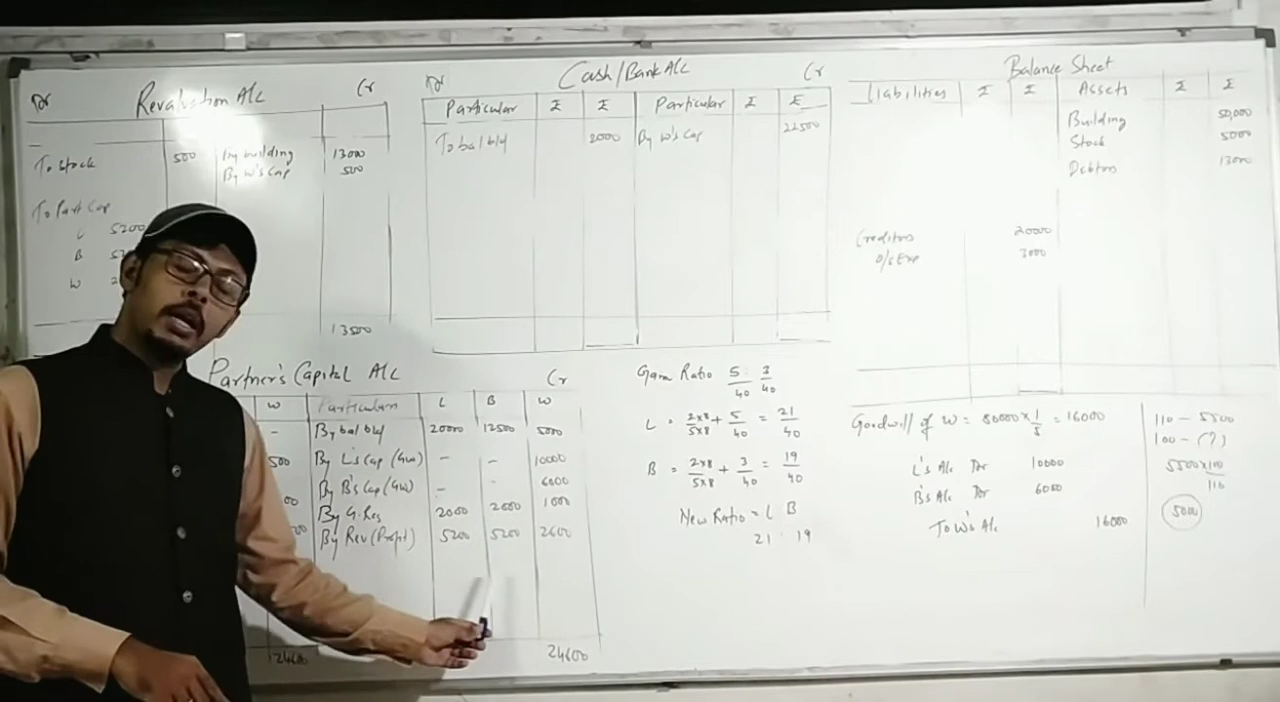 Dr Revaluation A/c Cr
To stock 500 By building 13000
By W's Cap 500
To Part Cap
L 5200
B
W
13500
Dr Cash/Bank A/c Cr
Particular ₹ ₹ Particular ₹ ₹
To bal b/d 2000 By W's Cap 22500
Balance Sheet
Liabilities ₹ ₹ Assets ₹ ₹
Building 50,000
Stock 5000
Debtors 13000
Creditors 20000
O/s Exp 3000
Partner's Capital A/c Cr
W Particulars L B W
- By bal b/f 20000 12500 5000
500 By L's Cap (GW) - - 10000
By B's Cap (GW) - 6000
00 By G. Res 2000 2000 1000
00 By Rev (Profit) 5200 5200 2600
24600 24600
Gain Ratio 5/40 : 3/40
L = 2×8/5×8 + 5/40 = 21/40
B = 2×8/5×8 + 3/40 = 19/40
New Ratio = L B
21 : 19
Goodwill of W = 80000 × 1/5 = 16000
L's A/c Dr 10000
B's A/c Dr 6000
To W's A/c 16000
110 - 5500
100 - (?)
5500×100/110
5000